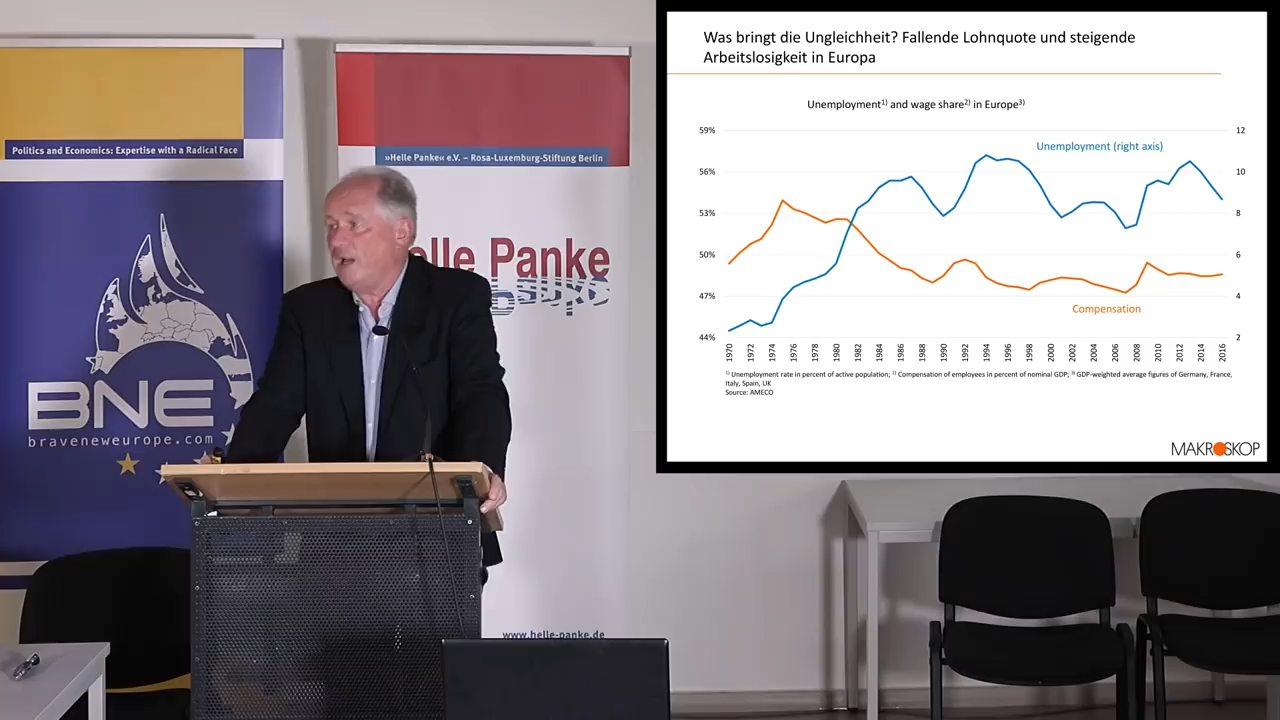 Politics and Economics: Expertise with a Radical Face
BNE
braveneweurope.com
»Helle Panke« e.V. – Rosa-Luxemburg-Stiftung Berlin
elle Panke
www.helle-panke.de
Was bringt die Ungleichheit? Fallende Lohnquote und steigende
Arbeitslosigkeit in Europa
Unemployment1) and wage share2) in Europe3)
59%
56%
53%
50%
47%
44%
Unemployment (right axis)
Compensation
12
10
8
6
4
2
1970 1972 1974 1976 1978 1980 1982 1984 1986 1988 1990 1992 1994 1996 1998 2000 2002 2004 2006 2008 2010 2012 2014 2016
1) Unemployment rate in percent of active population; 2) Compensation of employees in percent of nominal GDP; 3) GDP-weighted average figures of Germany, France,
Italy, Spain, UK
Source: AMECO
MAKROSKOP